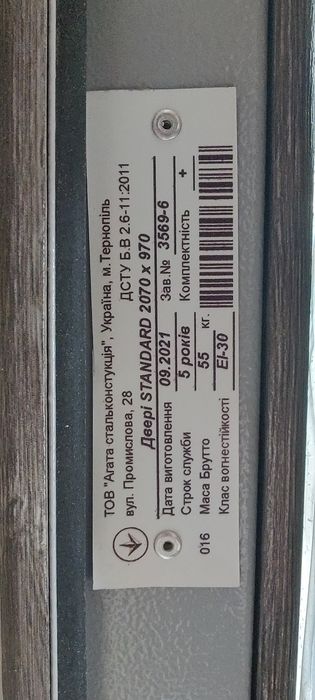 ТОВ "Агата стальконстукція", Україна, м. Тернопіль
вул. Промислова, 28 ДСТУ Б.В 2.6-11:2011
Двері STANDARD 2070 x 970
Дата виготовлення 09.2021 Зав.№ 3569-6
Строк служби 5 років Комплектність +
016 Маса Брутто 55 кг.
Клас вогнестійкості EI-30